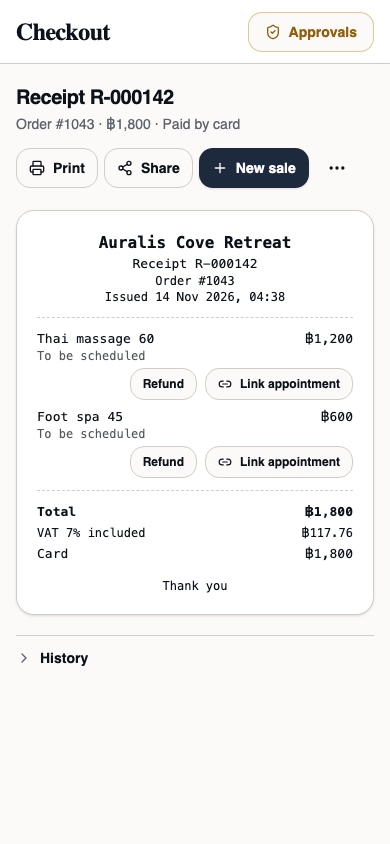 Checkout
Approvals
Receipt R-000142
Order #1043 · ฿1,800 · Paid by card
Print
Share
New sale
Auralis Cove Retreat
Receipt R-000142
Order #1043
Issued 14 Nov 2026, 04:38
Thai massage 60 ฿1,200
To be scheduled
Refund Link appointment
Foot spa 45 ฿600
To be scheduled
Refund Link appointment
Total ฿1,800
VAT 7% included ฿117.76
Card ฿1,800
Thank you
History